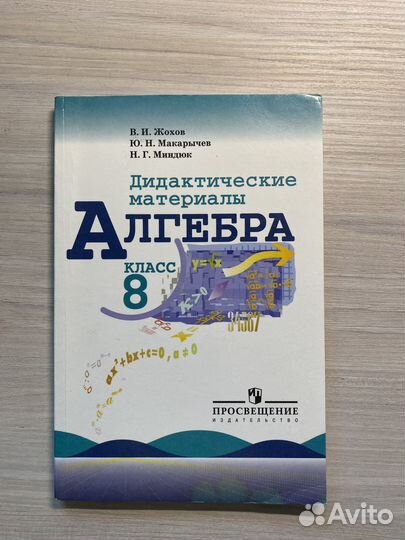 В. И. Жохов
Ю. Н. Макарычев
Н. Г. Миндюк
Дидактические
материалы
АЛГЕБРА
КЛАСС
8
y=√x
ax²+bx+c=0, a≠0
ПРОСВЕЩЕНИЕ
ИЗДАТЕЛЬСТВО
Avito